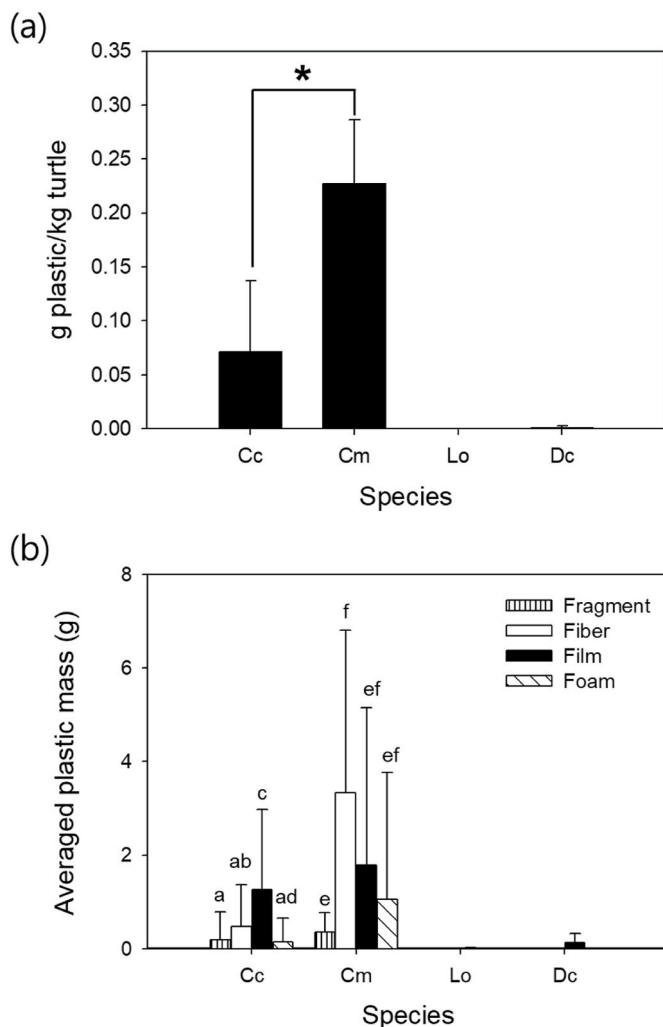 (a)
g plastic/kg turtle
0.35
0.30
0.25
0.20
0.15
0.10
0.05
0.00
*
Cc Cm Lo Dc
Species
(b)
Averaged plastic mass (g)
8
6
4
2
0
Fragment
Fiber
Film
Foam
a ab c ad e f ef ef
Cc Cm Lo Dc
Species